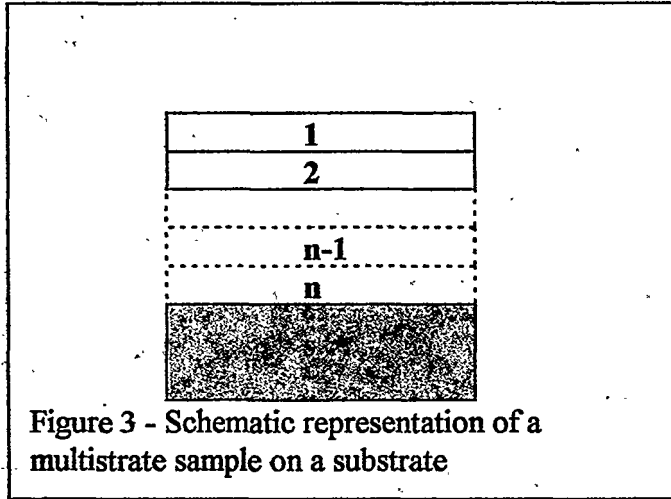 1
2
n-1
n
Figure 3 - Schematic representation of a
multistrate sample on a substrate